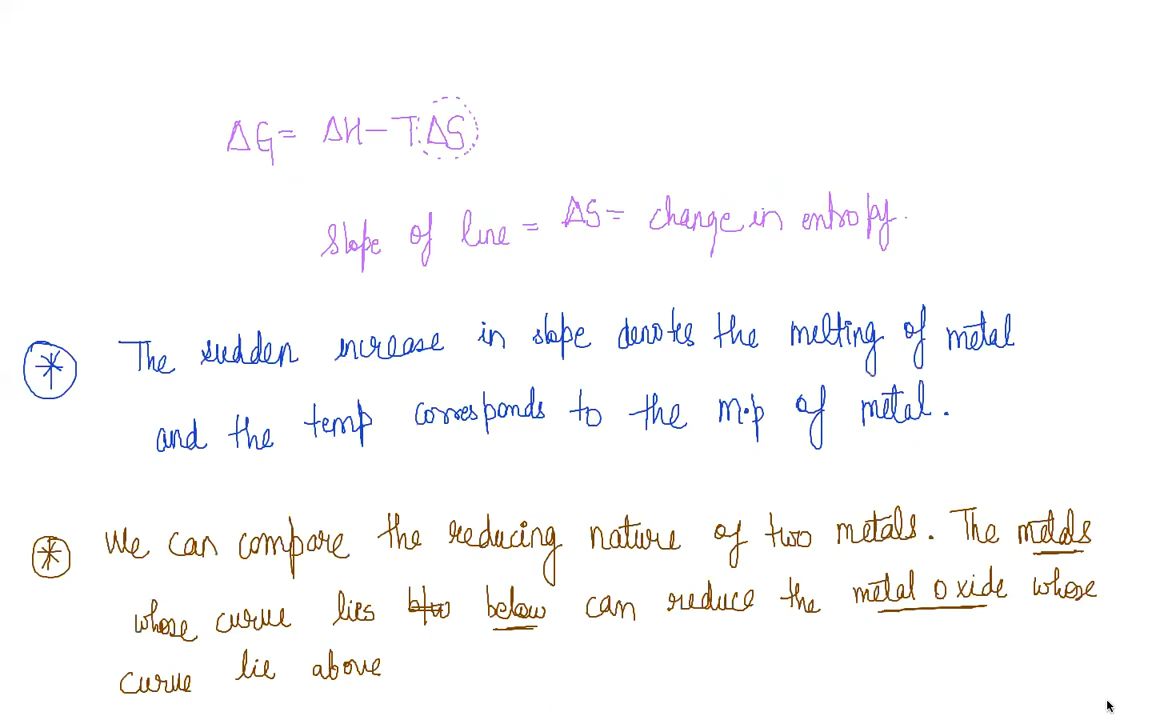 ΔG = ΔH - T.ΔS
Slope of line = ΔS = change in entropy.
* The sudden increase in slope denotes the melting of metal
and the temp corresponds to the m.p of metal.
* We can compare the reducing nature of two metals. The metals
whose curve lies below can reduce the metal oxide whose
curve lie above